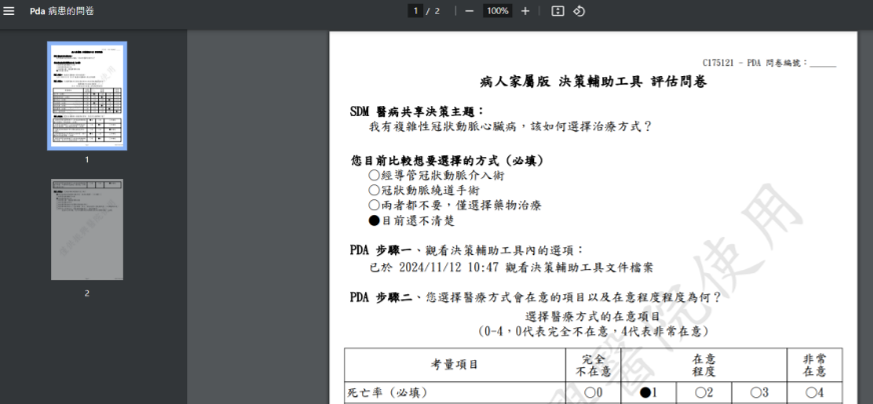 Pda 病患的問卷
1 / 2
100%
1
2
C175121 - PDA 問卷編號：______
病人家屬版 決策輔助工具 評估問卷
SDM 醫病共享決策主題：
我有複雜性冠狀動脈心臟病，該如何選擇治療方式？
您目前比較想要選擇的方式（必填）
○經導管冠狀動脈介入術
○冠狀動脈繞道手術
○兩者都不要，僅選擇藥物治療
●目前還不清楚
PDA 步驟一、觀看決策輔助工具內的選項：
已於 2024/11/12 10:47 觀看決策輔助工具文件檔案
PDA 步驟二、您選擇醫療方式會在意的項目以及在意程度程度為何？
選擇醫療方式的在意項目
（0-4，0代表完全不在意，4代表非常在意）
考量項目 完全不在意 在意程度 非常在意
死亡率（必填） ○0 ●1 ○2 ○3 ○4
醫院使用